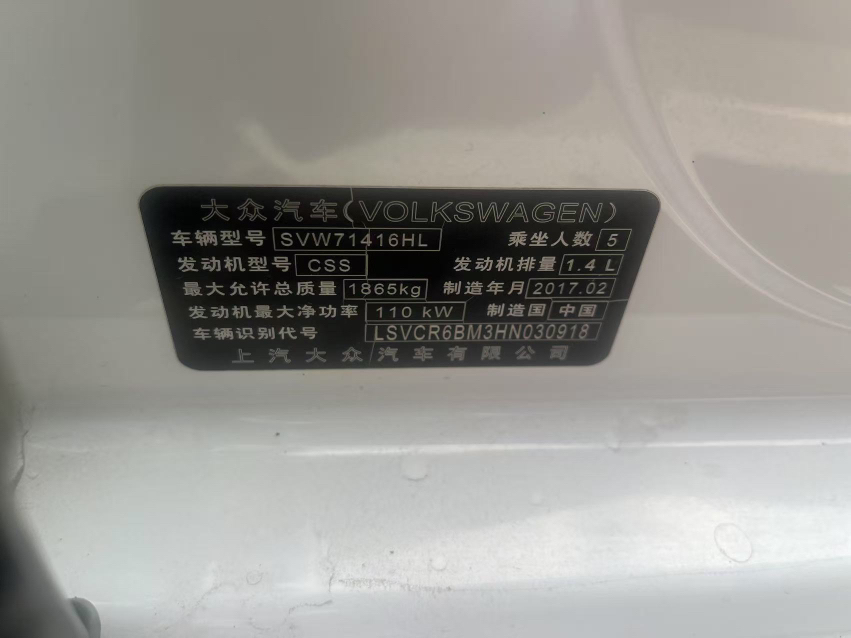 大众汽车(VOLKSWAGEN)
车辆型号 SVW71416HL 乘坐人数 5
发动机型号 CSS 发动机排量 1.4 L
最大允许总质量 1865kg 制造年月 2017.02
发动机最大净功率 110 kW 制造国 中国
车辆识别代号 LSVCR6BM3HN030918
上汽大众汽车有限公司